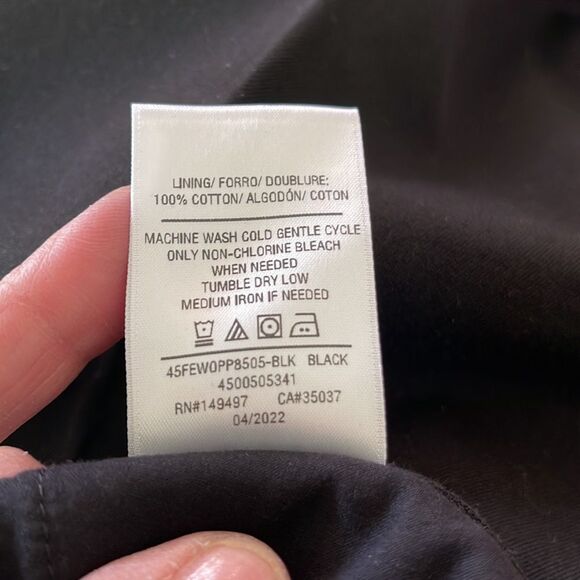 LINING/ FORRO/ DOUBLURE:
100% COTTON/ ALGODÓN/ COTON
MACHINE WASH COLD GENTLE CYCLE
ONLY NON-CHLORINE BLEACH
WHEN NEEDED
TUMBLE DRY LOW
MEDIUM IRON IF NEEDED
45FEW0PP8505-BLK BLACK
4500505341
RN#149497 CA#35037
04/2022